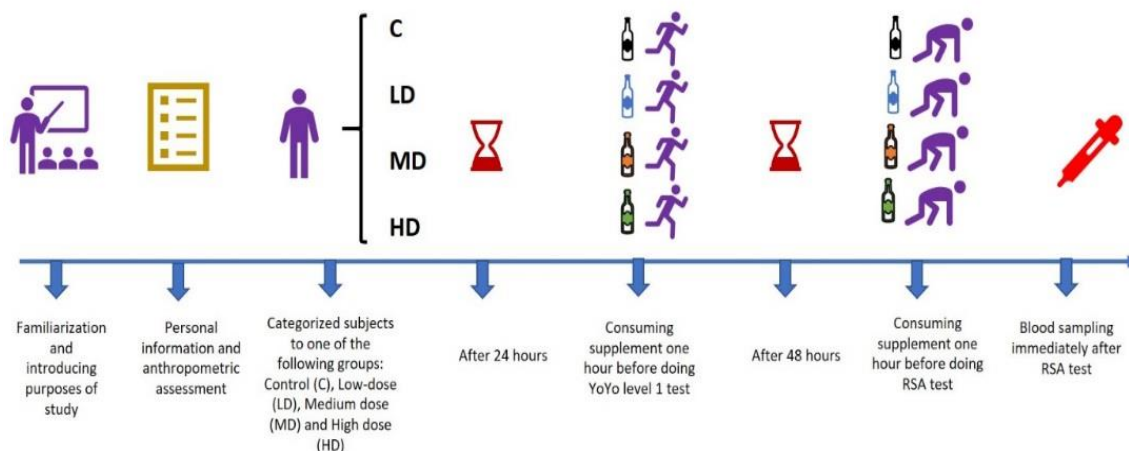 C
LD
MD
HD
Familiarization
and
introducing
purposes of
study
Personal
information and
anthropometric
assessment
Categorized subjects
to one of the
following groups:
Control (C), Low-dose
(LD), Medium dose
(MD) and High dose
(HD)
After 24 hours
Consuming
supplement one
hour before doing
YoYo level 1 test
After 48 hours
Consuming
supplement one
hour before doing
RSA test
Blood sampling
immediately after
RSA test